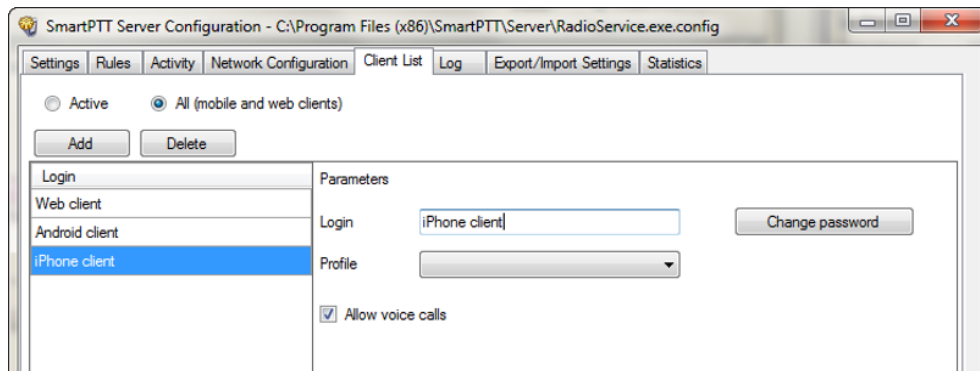 SmartPTT Server Configuration - C:\Program Files (x86)\SmartPTT\Server\RadioService.exe.config
Settings Rules Activity Network Configuration Client List Log Export/Import Settings Statistics
Active All (mobile and web clients)
Add Delete
Login
Web client
Android client
iPhone client
Parameters
Login iPhone client Change password
Profile
Allow voice calls